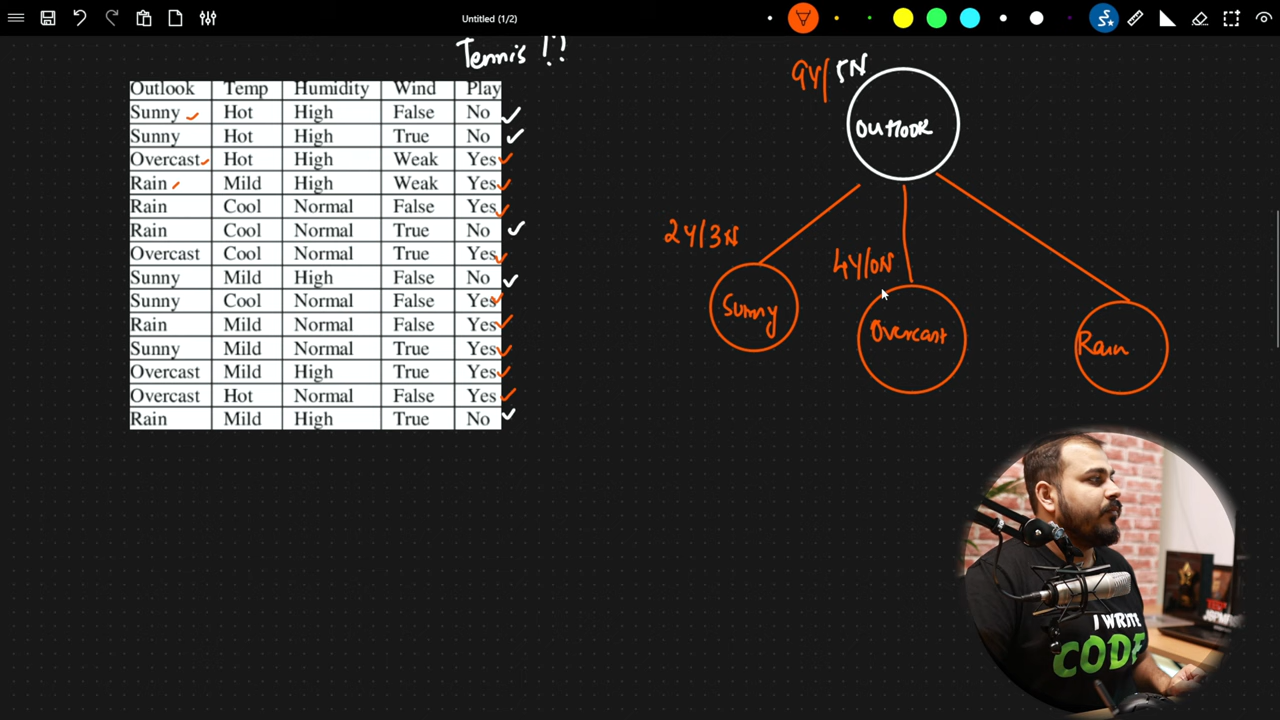 Untitled (1/2)
Tennis !!
Outlook Temp Humidity Wind Play
Sunny Hot High False No
Sunny Hot High True No
Overcast Hot High Weak Yes
Rain Mild High Weak Yes
Rain Cool Normal False Yes
Rain Cool Normal True No
Overcast Cool Normal True Yes
Sunny Mild High False No
Sunny Cool Normal False Yes
Rain Mild Normal False Yes
Sunny Mild Normal True Yes
Overcast Mild High True Yes
Overcast Hot Normal False Yes
Rain Mild High True No
9Y/5N
Outlook
2Y/3N
4Y/0N
Sunny
Overcast
Rain
I WRITE
CODE